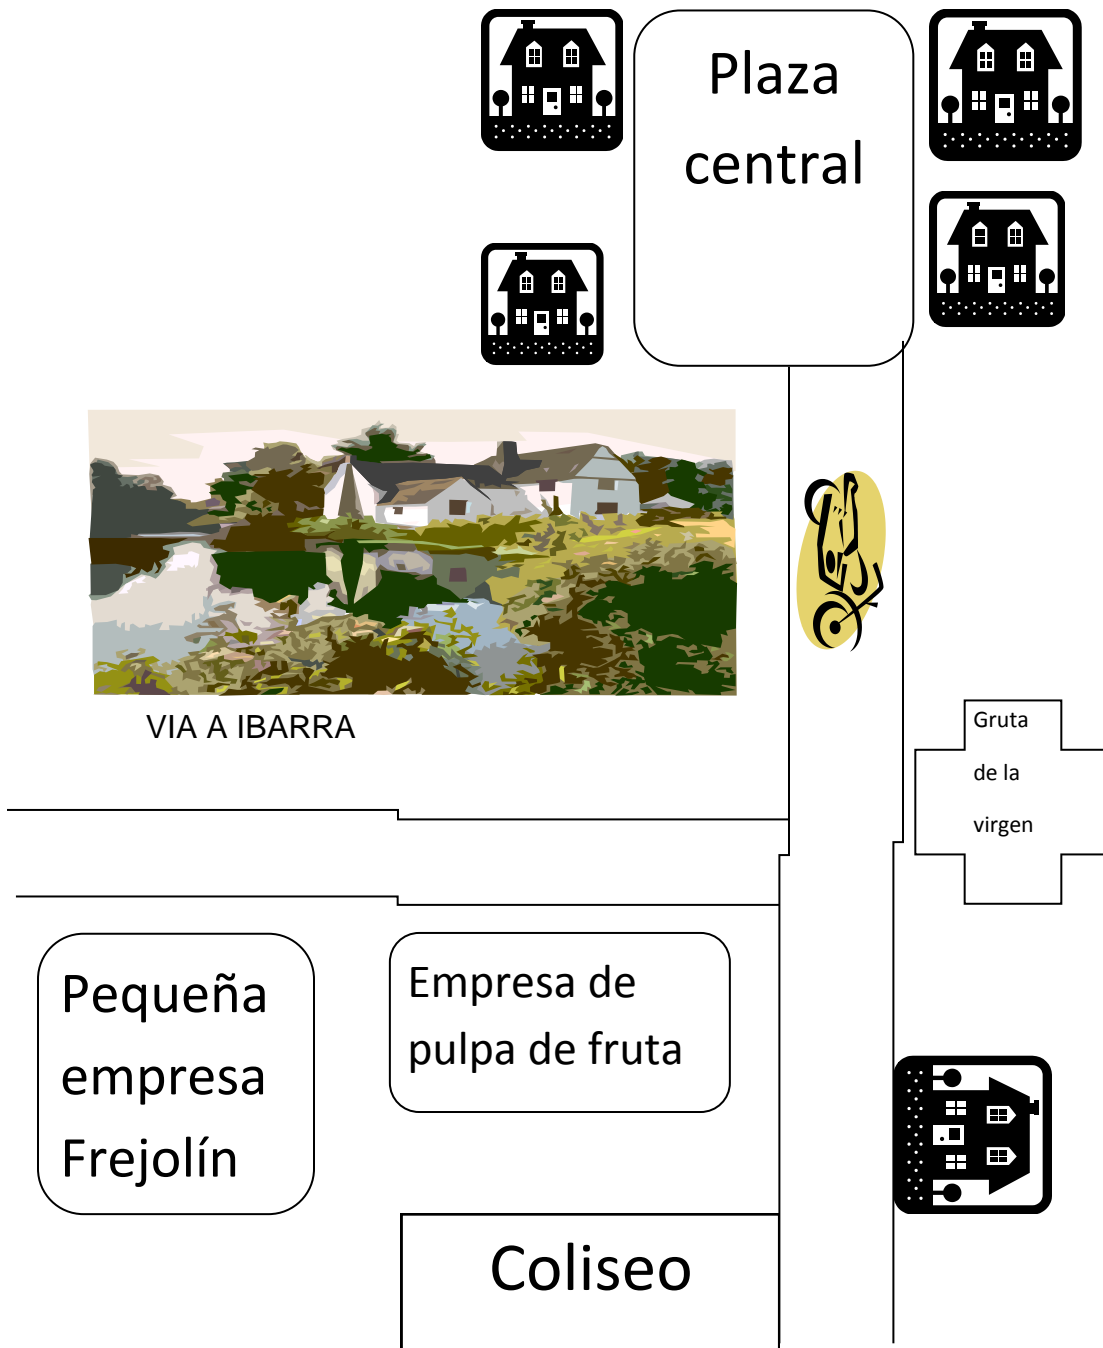 Plaza
central
VIA A IBARRA
Gruta
de la
virgen
Pequeña
empresa
Frejolín
Empresa de
pulpa de fruta
Coliseo